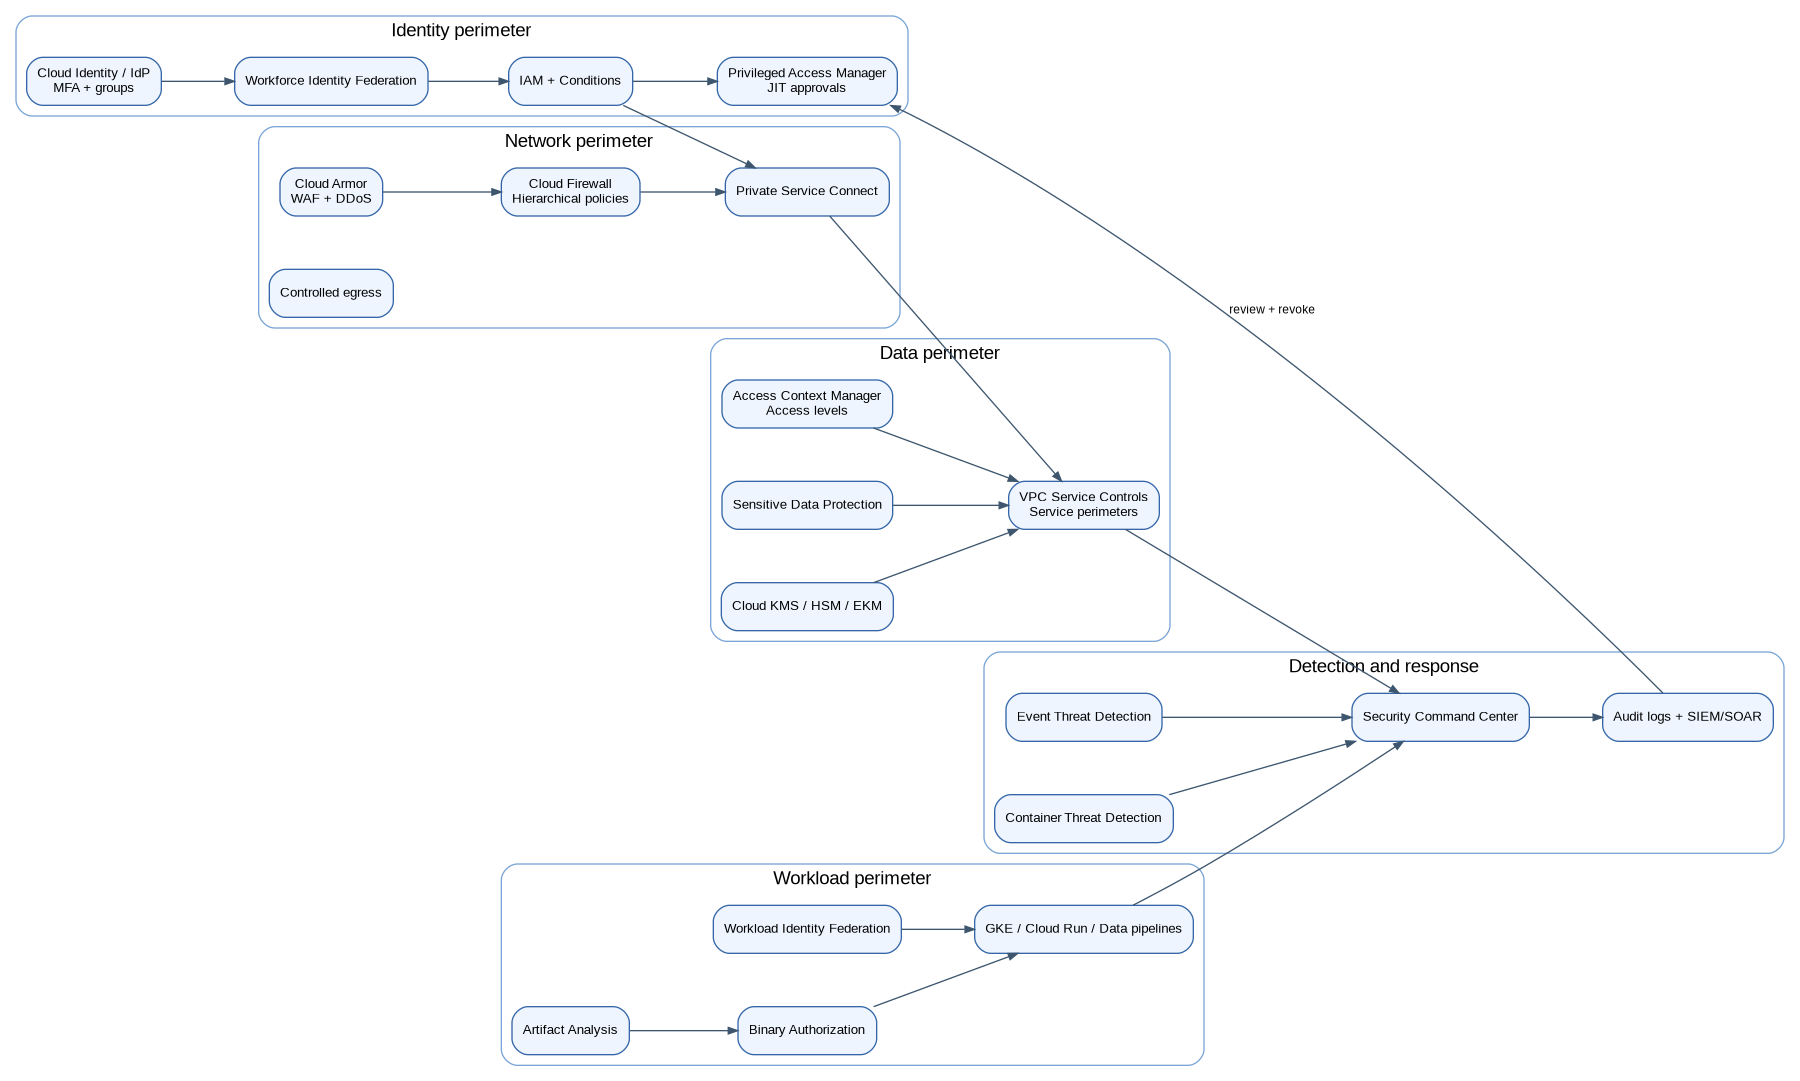 Identity perimeter
Cloud Identity / IdP
MFA + groups
Workforce Identity Federation
IAM + Conditions
Privileged Access Manager
JIT approvals
Network perimeter
Cloud Armor
WAF + DDoS
Cloud Firewall
Hierarchical policies
Private Service Connect
Controlled egress
review + revoke
Data perimeter
Access Context Manager
Access levels
Sensitive Data Protection
VPC Service Controls
Service perimeters
Cloud KMS / HSM / EKM
Detection and response
Event Threat Detection
Security Command Center
Audit logs + SIEM/SOAR
Container Threat Detection
Workload perimeter
Workload Identity Federation
GKE / Cloud Run / Data pipelines
Artifact Analysis
Binary Authorization